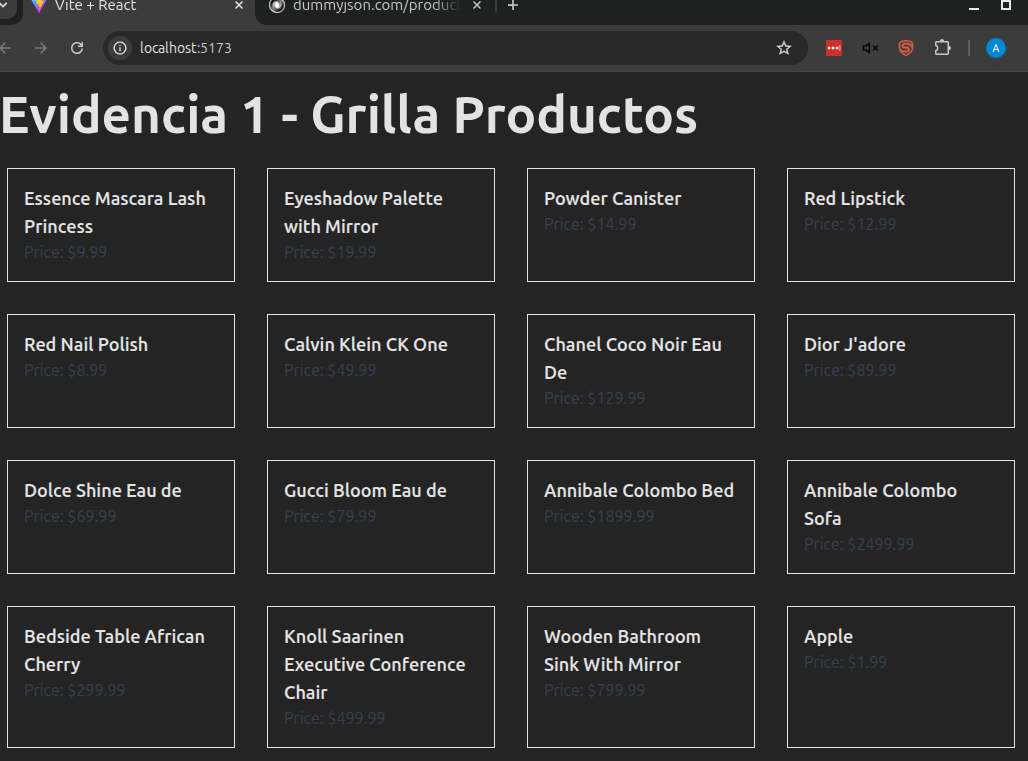 Vite + React
dummyjson.com/produc
localhost:5173
A
Evidencia 1 - Grilla Productos
Essence Mascara Lash
Princess
Price: $9.99
Eyeshadow Palette
with Mirror
Price: $19.99
Powder Canister
Price: $14.99
Red Lipstick
Price: $12.99
Red Nail Polish
Price: $8.99
Calvin Klein CK One
Price: $49.99
Chanel Coco Noir Eau
De
Price: $129.99
Dior J'adore
Price: $89.99
Dolce Shine Eau de
Price: $69.99
Gucci Bloom Eau de
Price: $79.99
Annibale Colombo Bed
Price: $1899.99
Annibale Colombo
Sofa
Price: $2499.99
Bedside Table African
Cherry
Price: $299.99
Knoll Saarinen
Executive Conference
Chair
Price: $499.99
Wooden Bathroom
Sink With Mirror
Price: $799.99
Apple
Price: $1.99